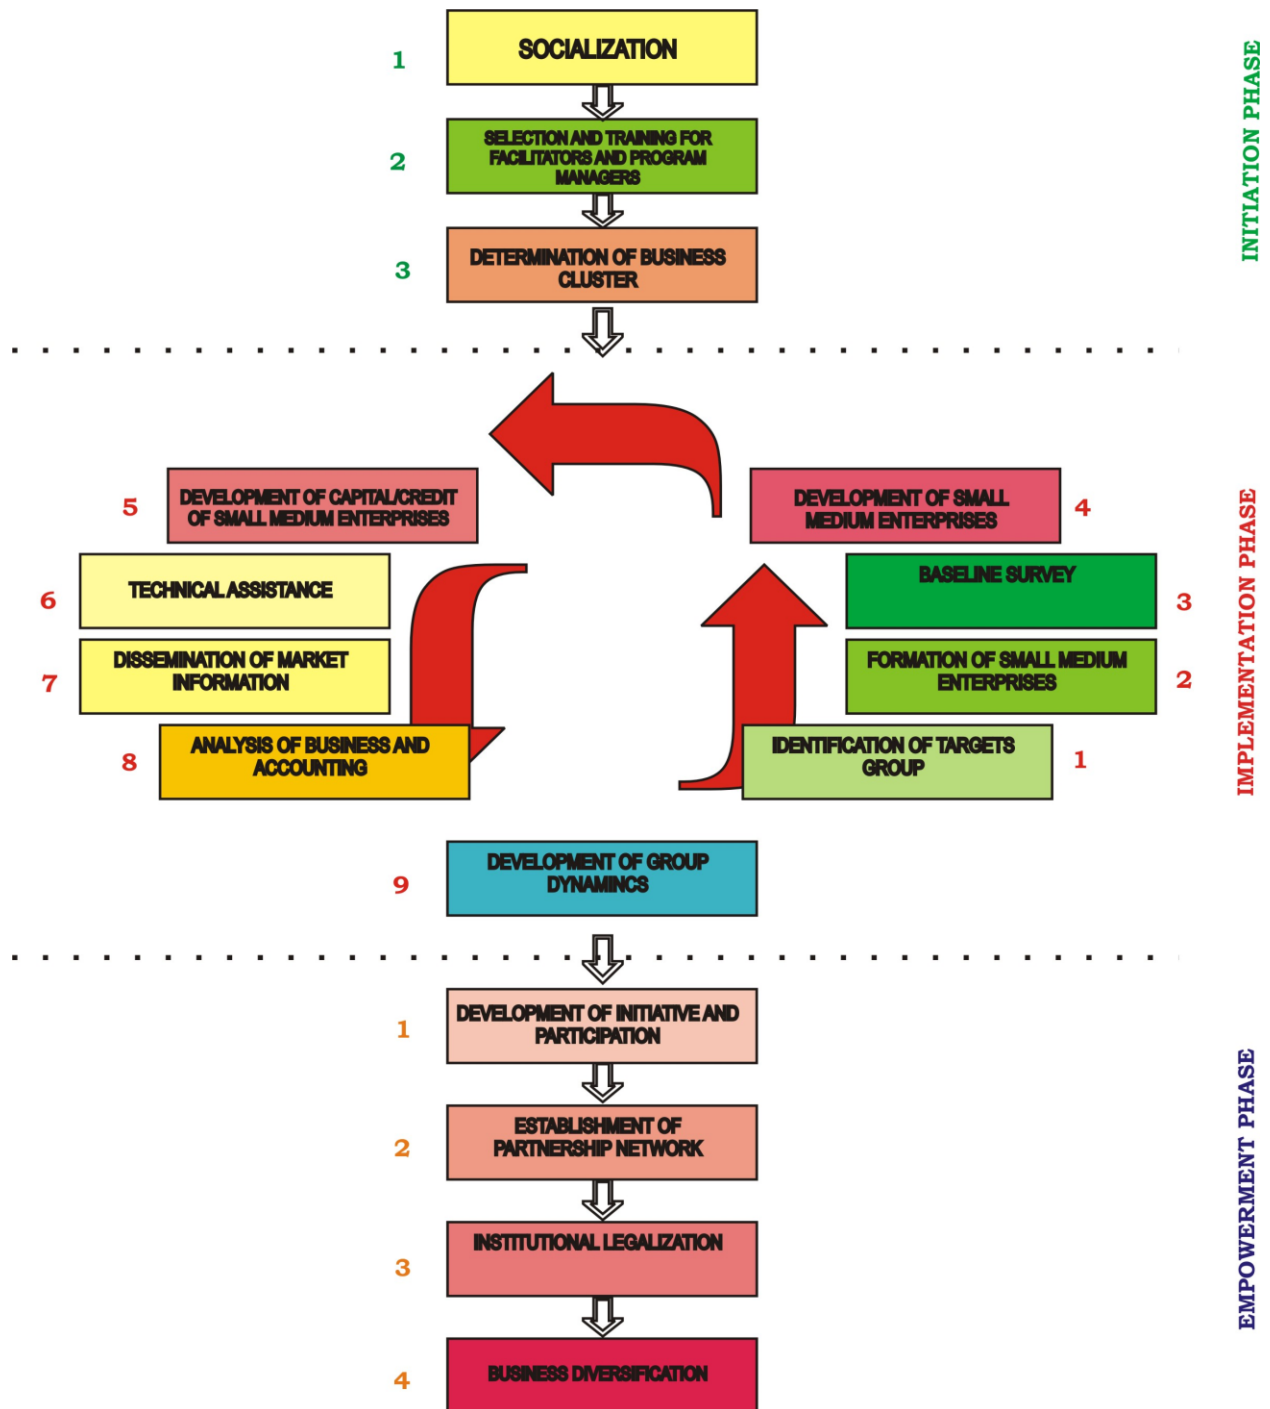 1
SOCIALIZATION
2
SELECTION AND TRAINING FOR
FACILITATORS AND PROGRAM
MANAGERS
3
DETERMINATION OF BUSINESS
CLUSTER
INITIATION PHASE
5
DEVELOPMENT OF CAPITAL/CREDIT
OF SMALL MEDIUM ENTERPRISES
DEVELOPMENT OF SMALL
MEDIUM ENTERPRISES
4
6
TECHNICAL ASSISTANCE
BASELINE SURVEY
3
7
DISSEMINATION OF MARKET
INFORMATION
FORMATION OF SMALL MEDIUM
ENTERPRISES
2
8
ANALYSIS OF BUSINESS AND
ACCOUNTING
IDENTIFICATION OF TARGETS
GROUP
1
9
DEVELOPMENT OF GROUP
DYNAMINCS
IMPLEMENTATION PHASE
1
DEVELOPMENT OF INITIATIVE AND
PARTICIPATION
2
ESTABLISHMENT OF
PARTNERSHIP NETWORK
3
INSTITUTIONAL LEGALIZATION
4
BUSINESS DIVERSIFICATION
EMPOWERMENT PHASE